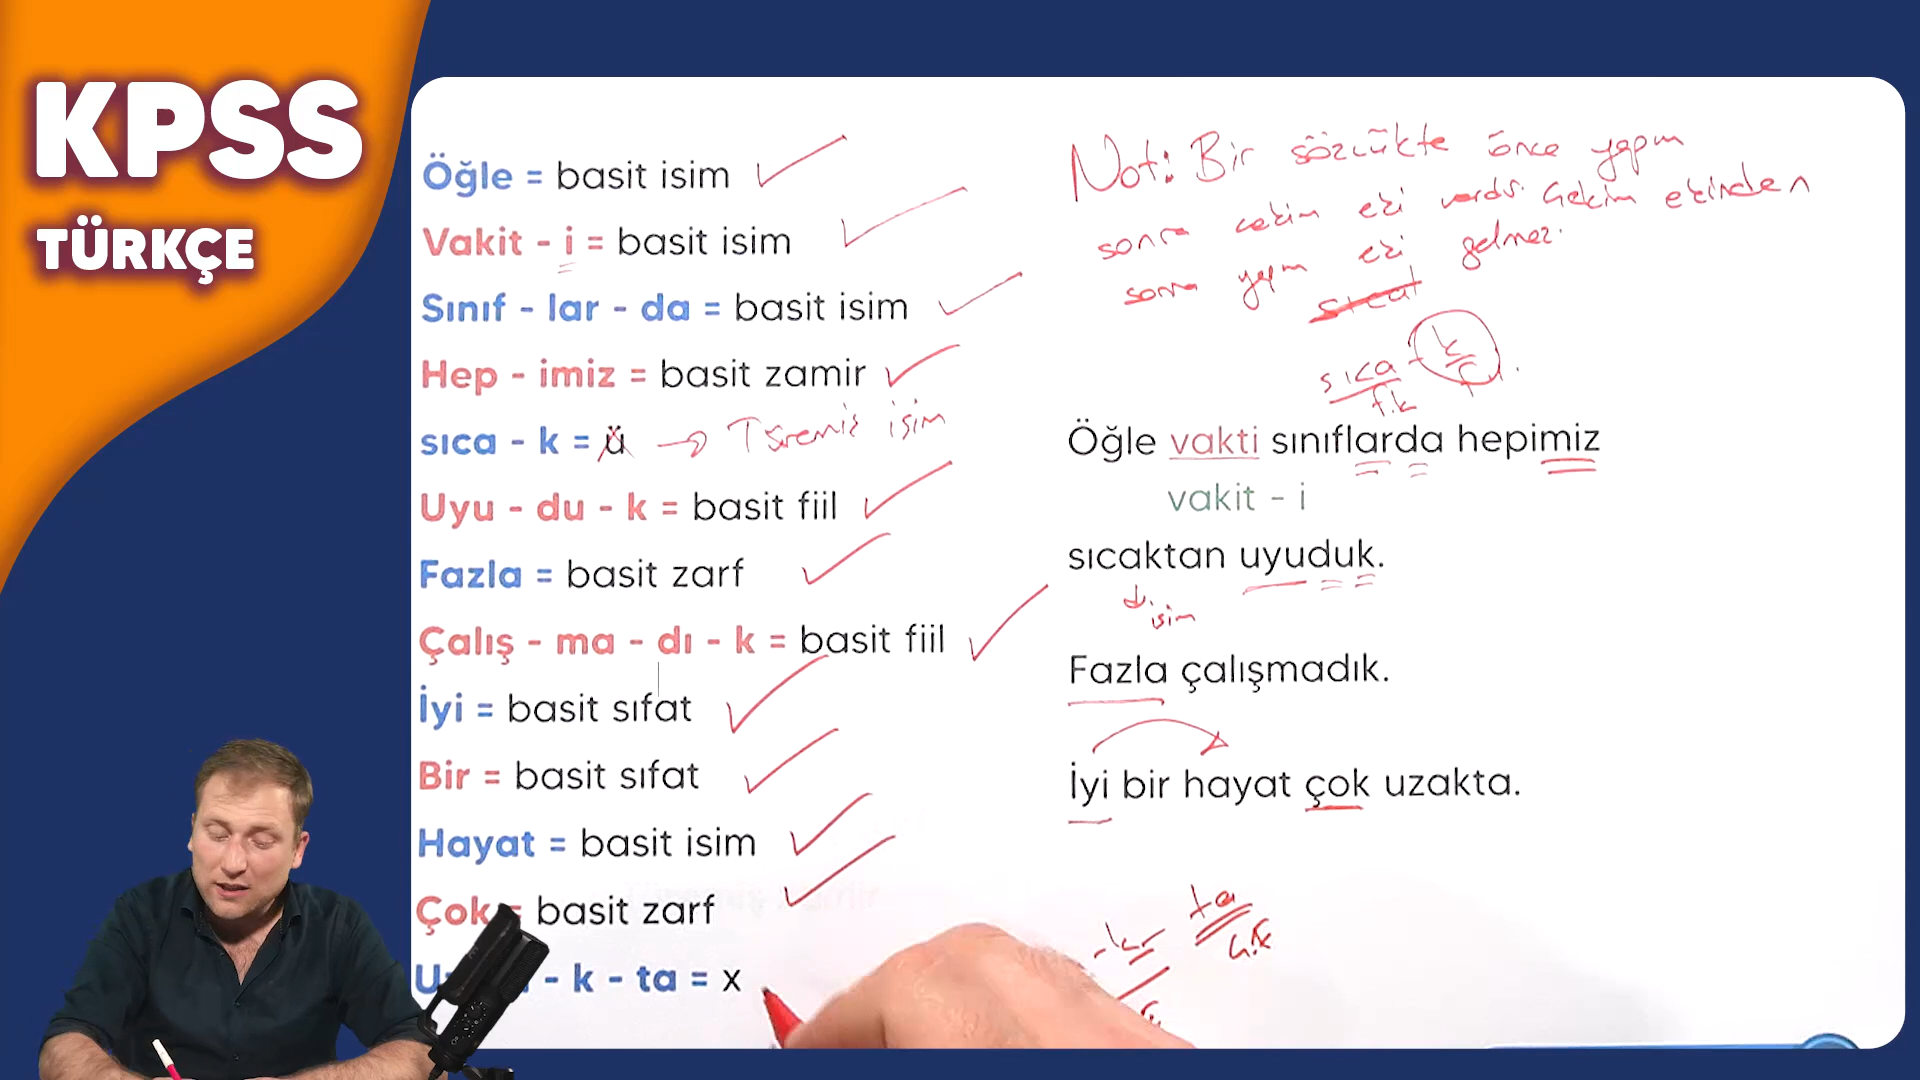 KPSS
TÜRKÇE
Öğle = basit isim
Vakit - i = basit isim
Sınıf - lar - da = basit isim
Hep - imiz = basit zamir
sıca - k = ü → Türemiş isim
Uyu - du - k = basit fiil
Fazla = basit zarf
Çalış - ma - dı - k = basit fiil
İyi = basit sıfat
Bir = basit sıfat
Hayat = basit isim
Çok = basit zarf
- k - ta = x
Not: Bir sözcükte önce yapım
sonra çekim eki vardır. Çekim ekinden
sonra yapım eki gelmez.
sıcak
sıca - k
f.k
Öğle vakti sınıflarda hepimiz
vakit - i
sıcaktan uyuduk.
isim
Fazla çalışmadık.
İyi bir hayat çok uzakta.
ta